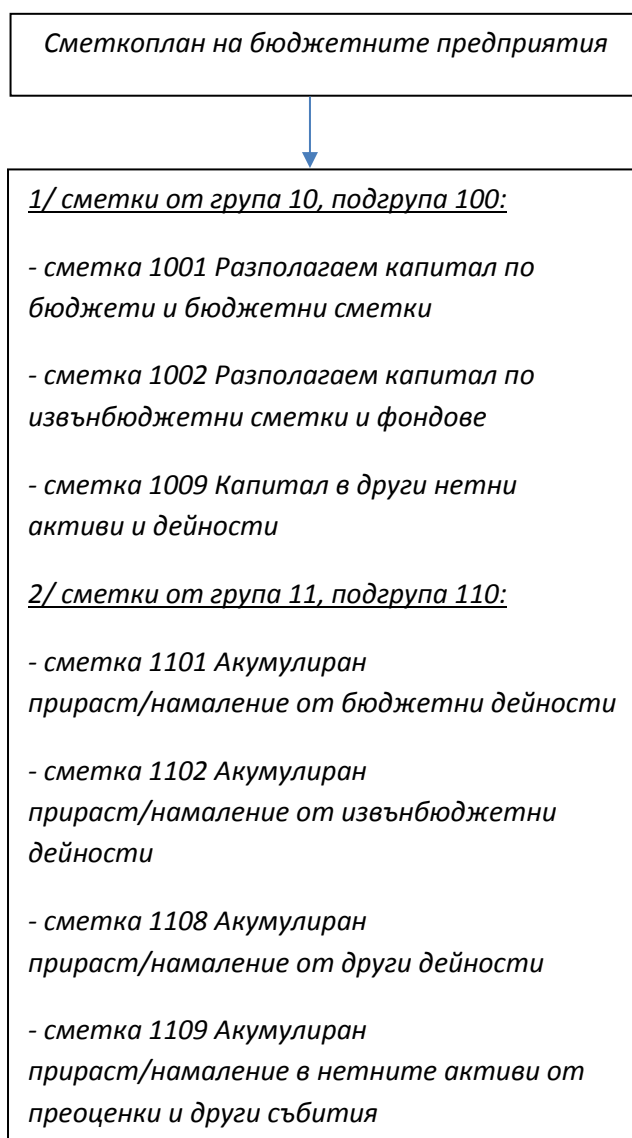 Сметкоплан на бюджетните предприятия
1/ сметки от група 10, подгрупа 100:
- сметка 1001 Разполагаем капитал по
бюджети и бюджетни сметки
- сметка 1002 Разполагаем капитал по
извънбюджетни сметки и фондове
- сметка 1009 Капитал в други нетни
активи и дейности
2/ сметки от група 11, подгрупа 110:
- сметка 1101 Акумулиран
прираст/намаление от бюджетни дейности
- сметка 1102 Акумулиран
прираст/намаление от извънбюджетни
дейности
- сметка 1108 Акумулиран
прираст/намаление от други дейности
- сметка 1109 Акумулиран
прираст/намаление в нетните активи от
преоценки и други събития